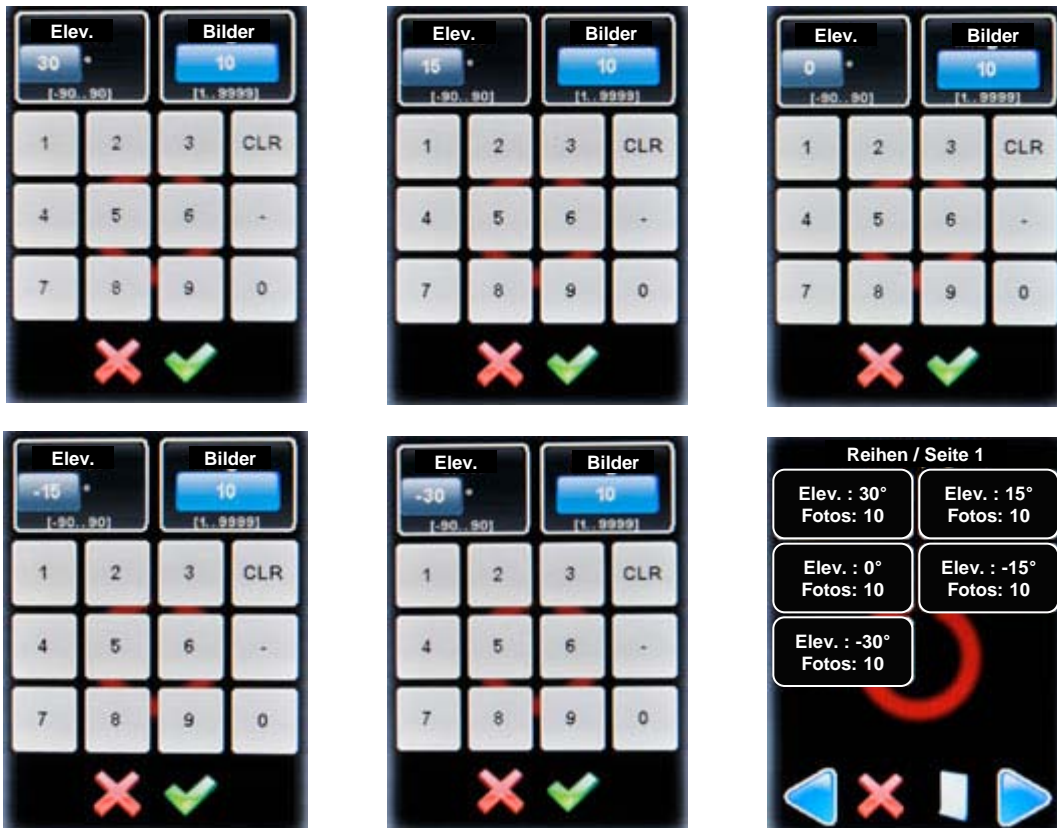 Elev. Bilder
30 ° 10
[-90..90] [1..9999]
1 2 3 CLR
4 5 6 -
7 8 9 0
Elev. Bilder
15 ° 10
[-90..90] [1..9999]
1 2 3 CLR
4 5 6 -
7 8 9 0
Elev. Bilder
0 ° 10
[-90..90] [1..9999]
1 2 3 CLR
4 5 6 -
7 8 9 0
Elev. Bilder
-15 ° 10
[-90..90] [1..9999]
1 2 3 CLR
4 5 6 -
7 8 9 0
Elev. Bilder
-30 ° 10
[-90..90] [1..9999]
1 2 3 CLR
4 5 6 -
7 8 9 0
Reihen / Seite 1
Elev. : 30° Elev. : 15°
Fotos: 10 Fotos: 10
Elev. : 0° Elev. : -15°
Fotos: 10 Fotos: 10
Elev. : -30°
Fotos: 10